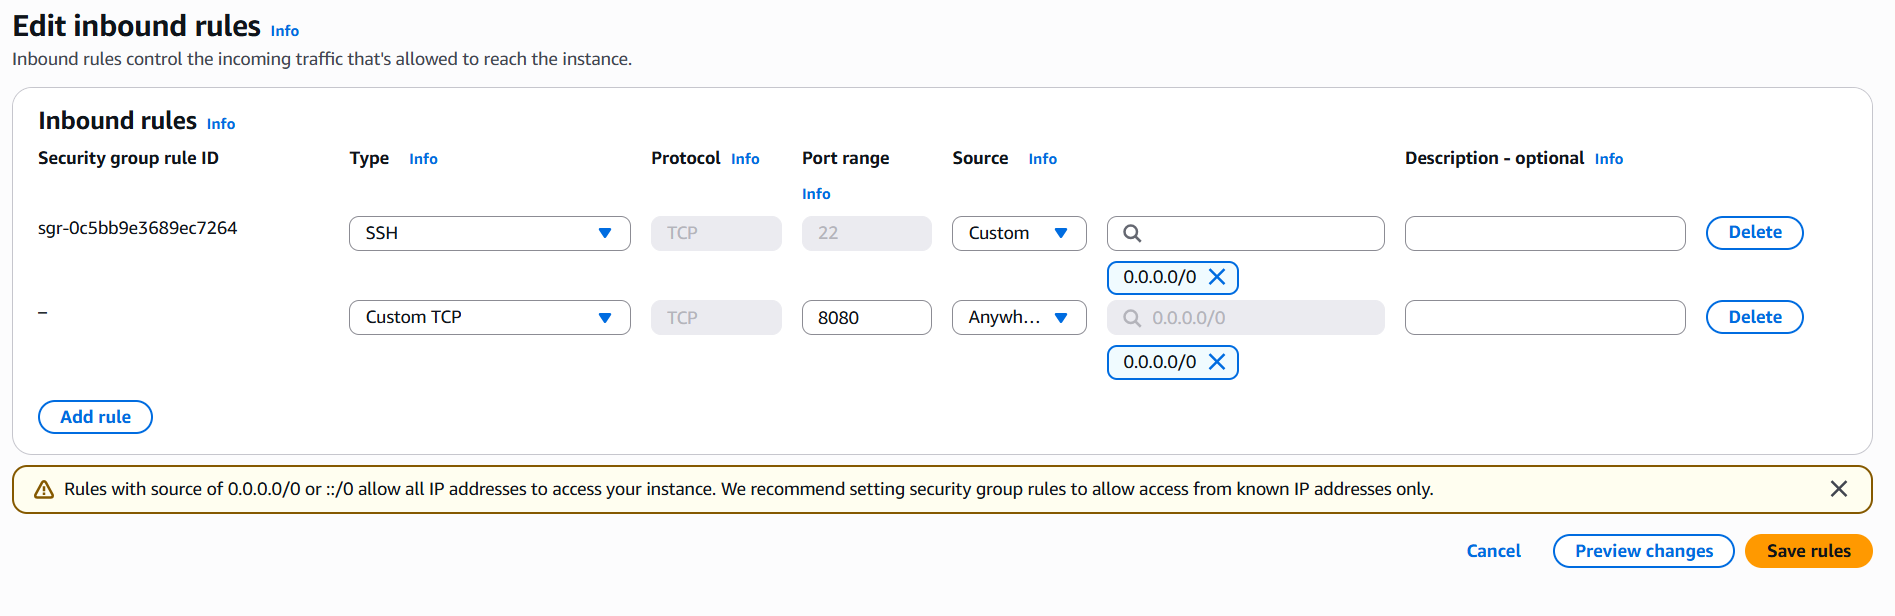 Edit inbound rules Info
Inbound rules control the incoming traffic that's allowed to reach the instance.
Inbound rules Info
Security group rule ID Type Info Protocol Info Port range Info Source Info Description - optional Info
sgr-0c5bb9e3689ec7264 SSH TCP 22 Custom Delete
0.0.0.0/0
– Custom TCP TCP 8080 Anywh... 0.0.0.0/0 Delete
0.0.0.0/0
Add rule
Rules with source of 0.0.0.0/0 or ::/0 allow all IP addresses to access your instance. We recommend setting security group rules to allow access from known IP addresses only.
Cancel Preview changes Save rules